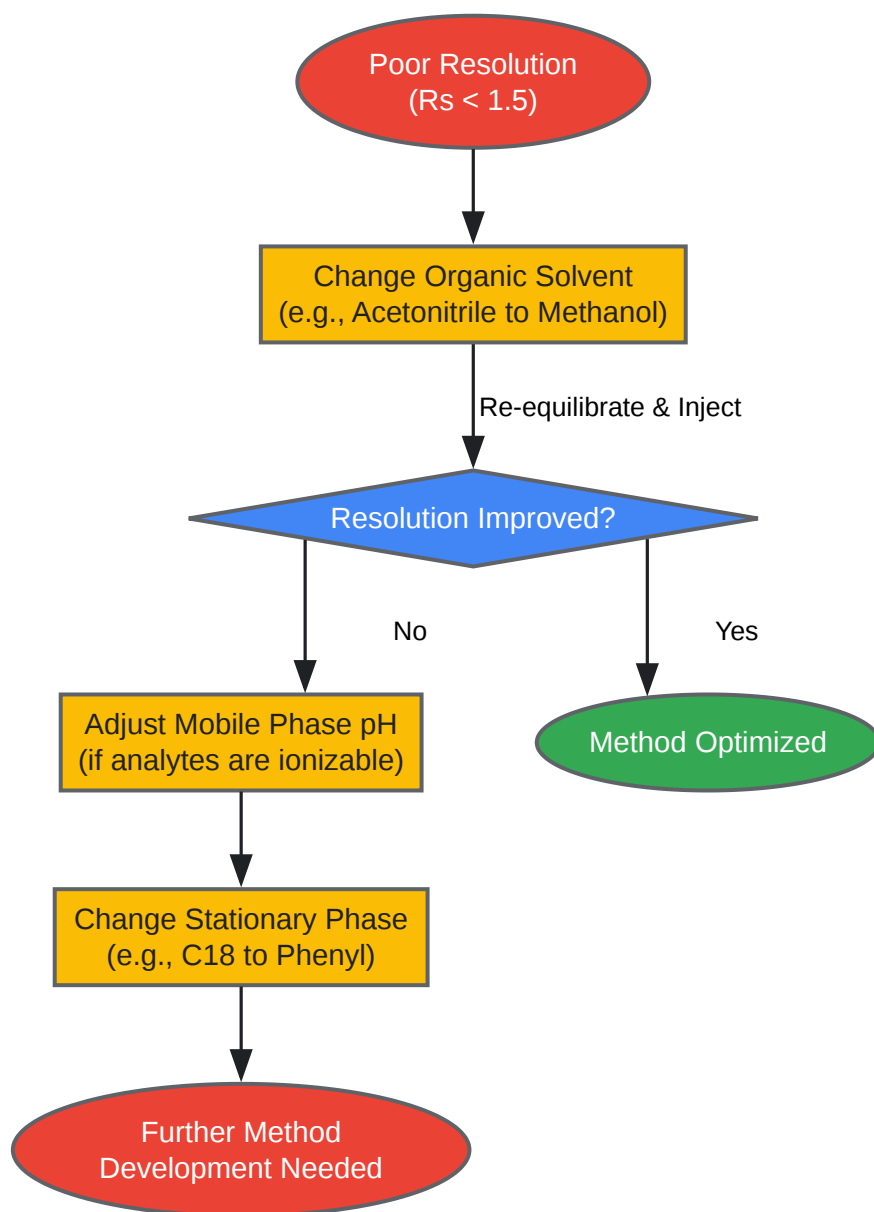 Poor Resolution
(Rs < 1.5)
Change Organic Solvent
(e.g., Acetonitrile to Methanol)
Re-equilibrate & Inject
Resolution Improved?
No
Yes
Adjust Mobile Phase pH
(if analytes are ionizable)
Method Optimized
Change Stationary Phase
(e.g., C18 to Phenyl)
Further Method
Development Needed